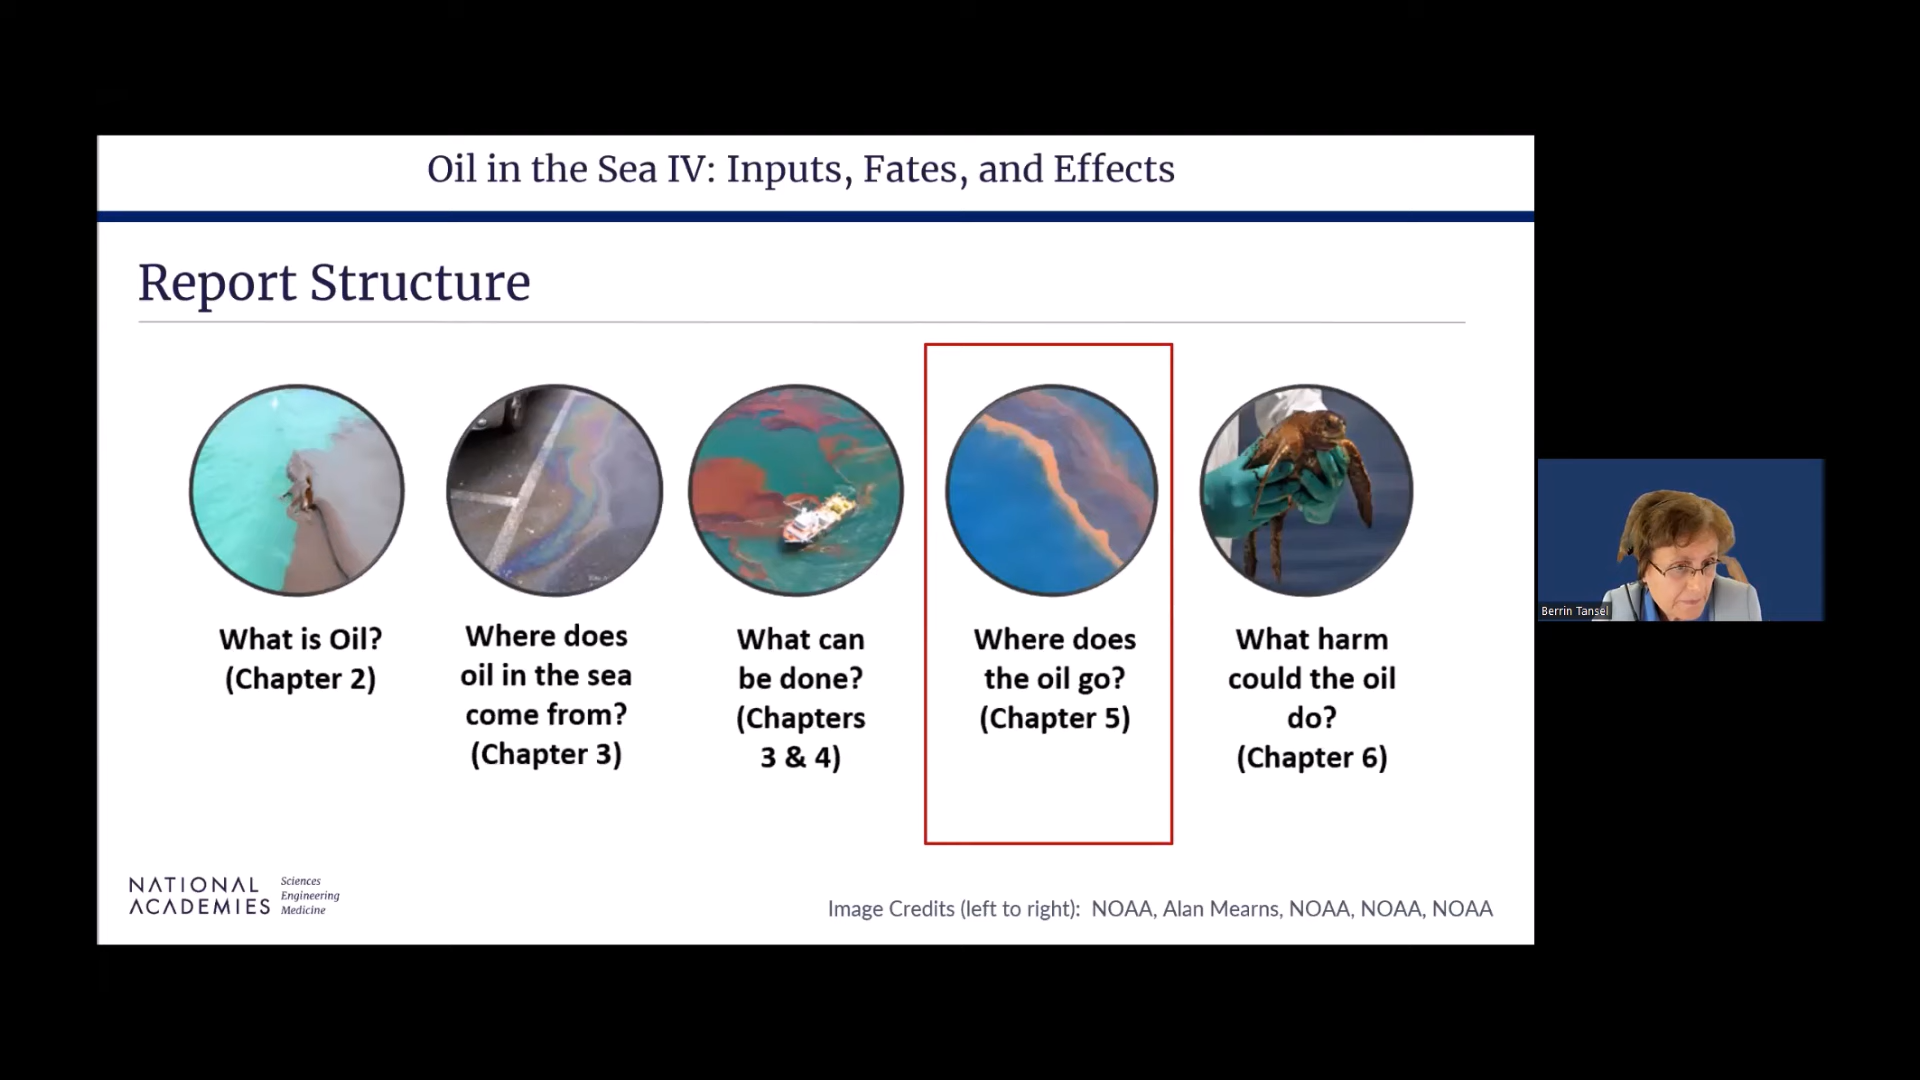 Oil in the Sea IV: Inputs, Fates, and Effects
Report Structure
What is Oil?
(Chapter 2)
Where does
oil in the sea
come from?
(Chapter 3)
What can
be done?
(Chapters
3 & 4)
Where does
the oil go?
(Chapter 5)
What harm
could the oil
do?
(Chapter 6)
Berrin Tansel
NATIONAL
ACADEMIES
Sciences
Engineering
Medicine
Image Credits (left to right): NOAA, Alan Mearns, NOAA, NOAA, NOAA